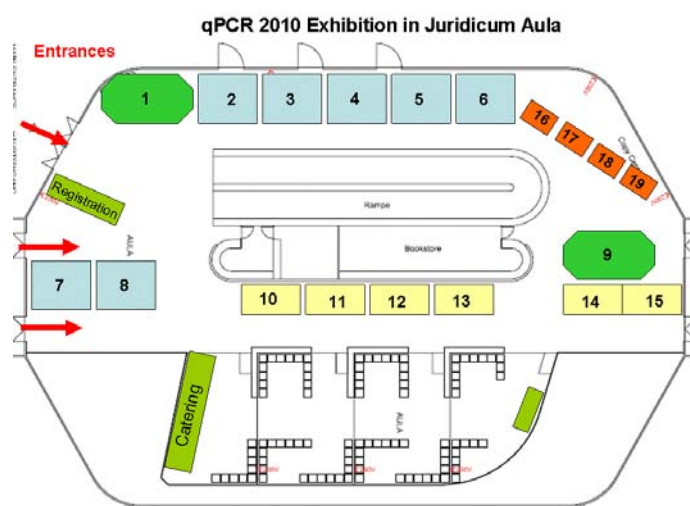 qPCR 2010 Exhibition in Juridicum Aula
Entrances
1
2
3
4
5
6
16
17
18
19
Registration
Rampe
AULA
Bookstore
9
7
8
10
11
12
13
14
15
Catering
AULA